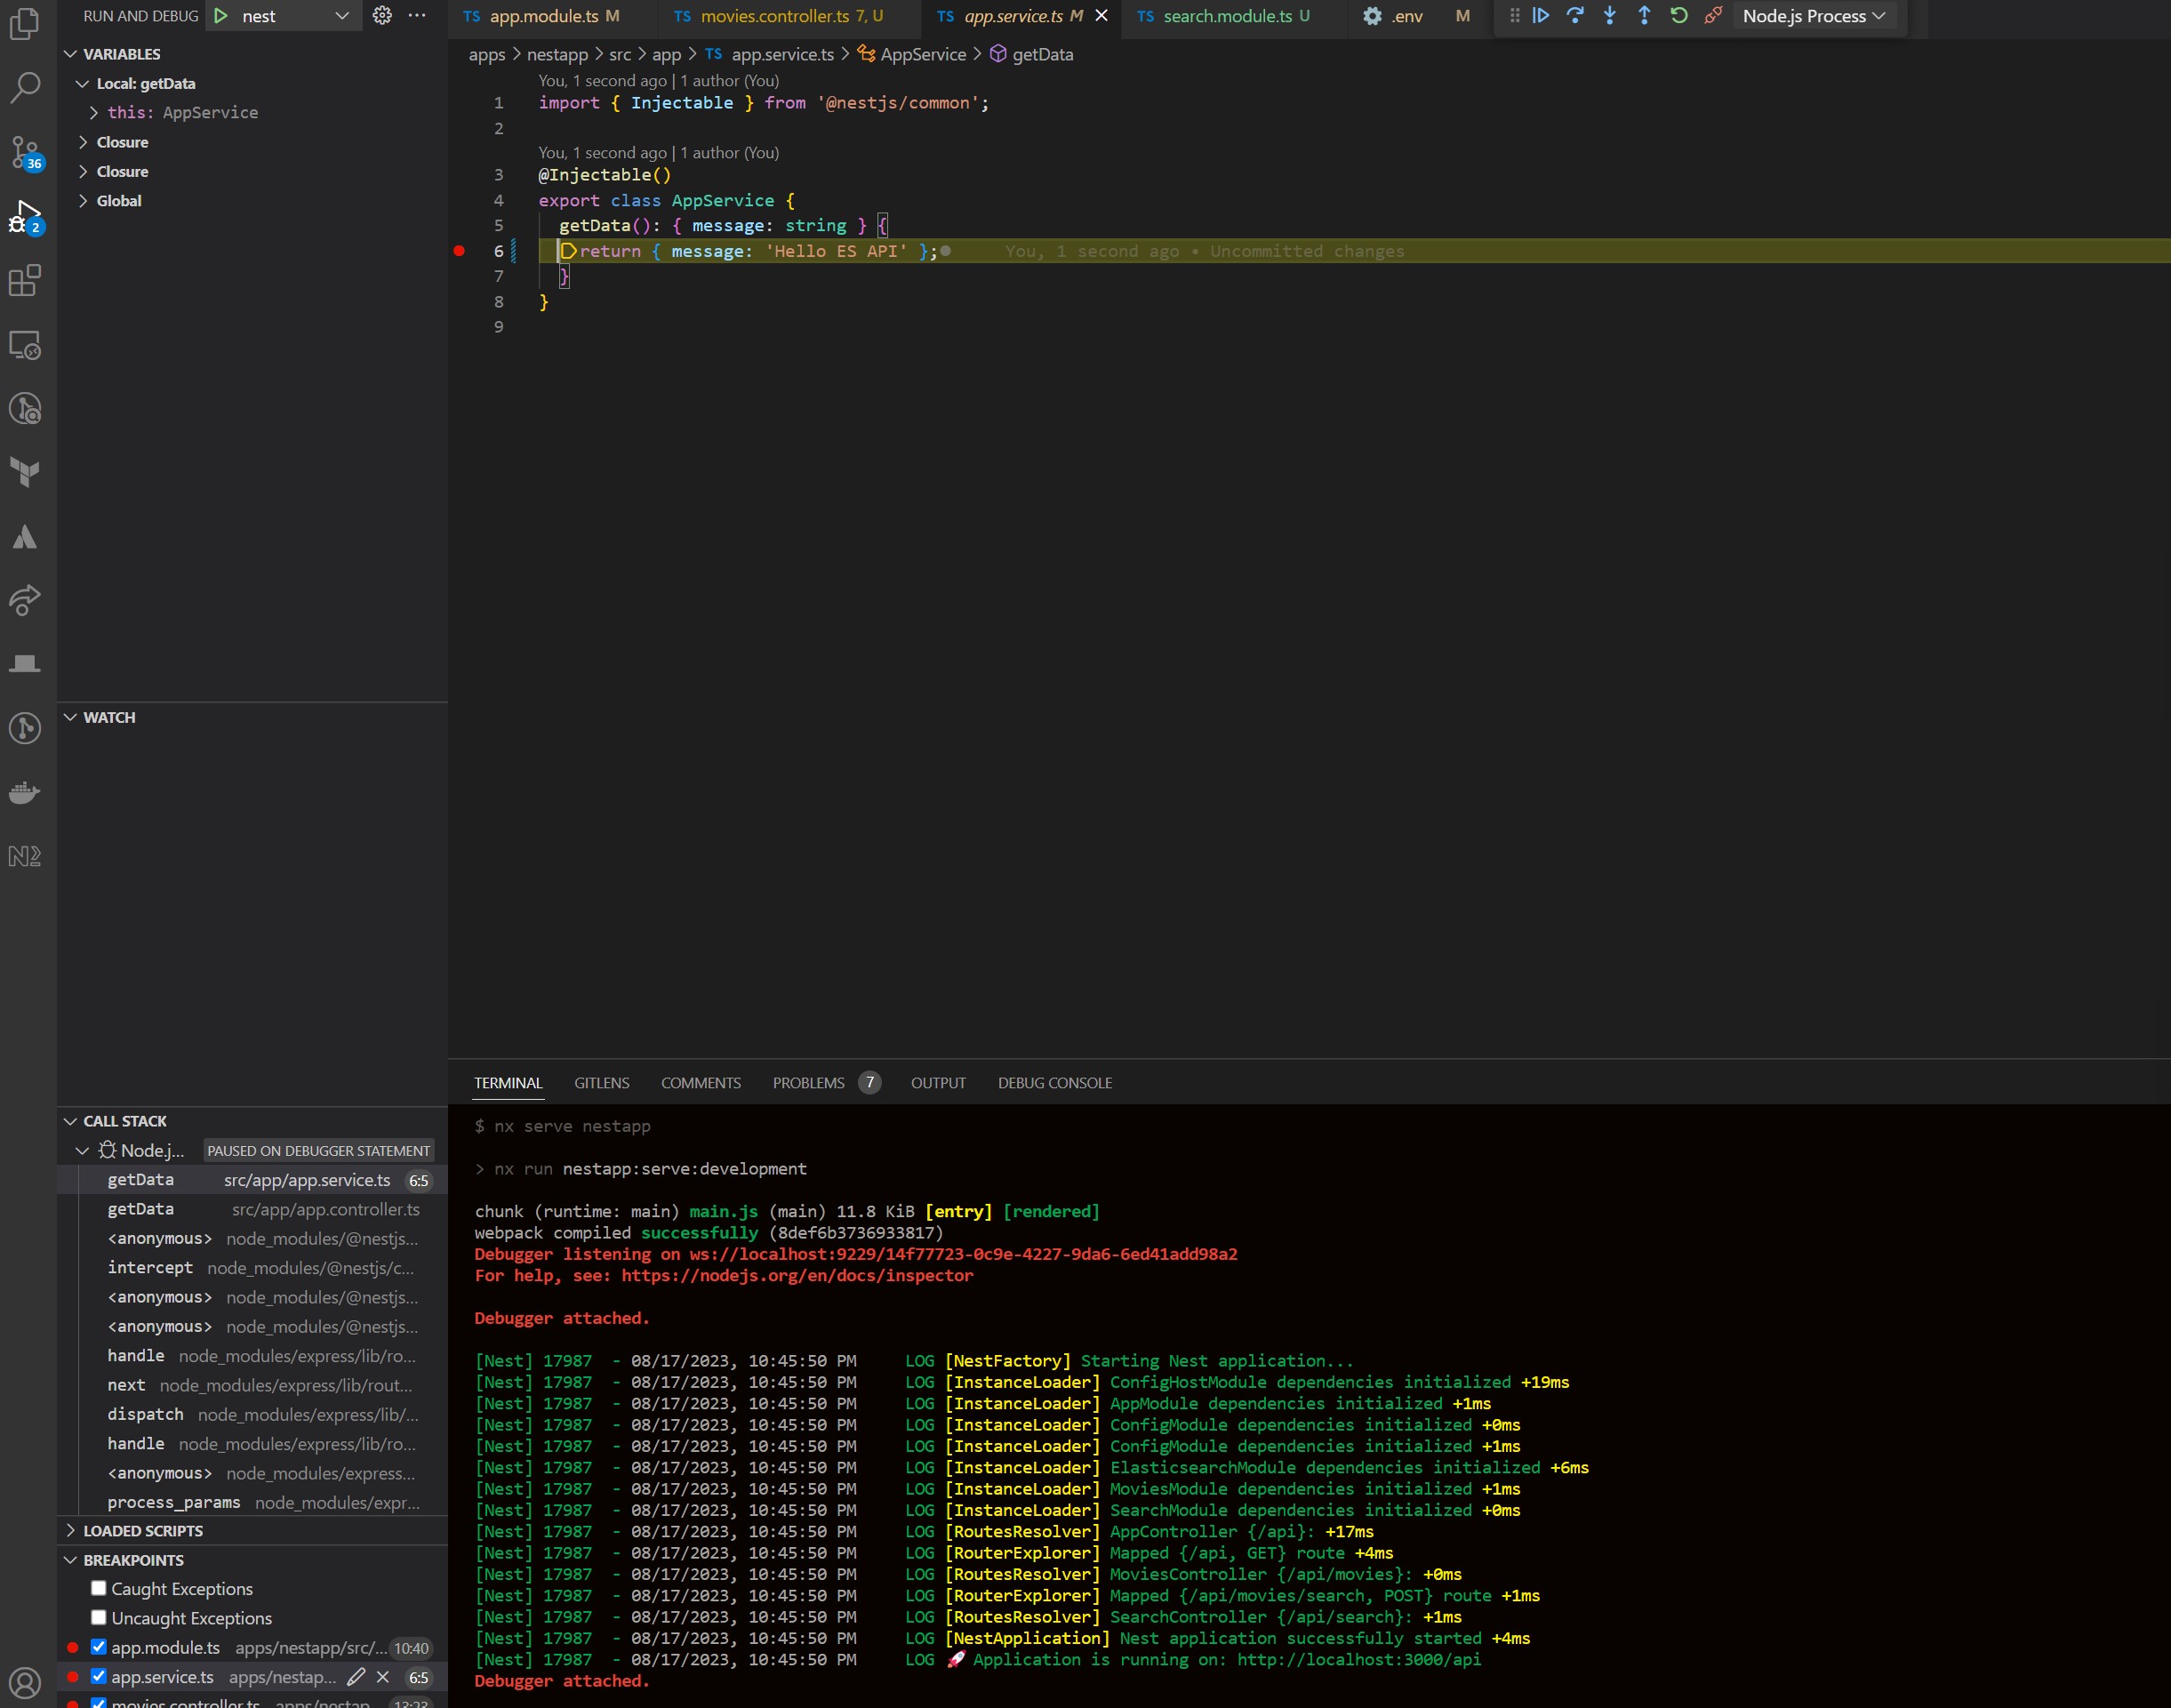 RUN AND DEBUG nest ...
VARIABLES
Local: getData
this: AppService
Closure
Closure
Global
36
2
WATCH
CALL STACK
Node.j... PAUSED ON DEBUGGER STATEMENT
getData src/app/app.service.ts 6:5
getData src/app/app.controller.ts
<anonymous> node_modules/@nestjs...
intercept node_modules/@nestjs/c...
<anonymous> node_modules/@nestjs...
<anonymous> node_modules/@nestjs...
handle node_modules/express/lib/ro...
next node_modules/express/lib/rout...
dispatch node_modules/express/lib/...
handle node_modules/express/lib/ro...
<anonymous> node_modules/express...
process_params node_modules/expr...
LOADED SCRIPTS
BREAKPOINTS
Caught Exceptions
Uncaught Exceptions
app.module.ts apps/nestapp/src/... 10:40
app.service.ts apps/nestap... 6:5
movies.controller.ts apps/nestap... 13:23
TS app.module.ts M TS movies.controller.ts 7, U TS app.service.ts M TS search.module.ts U .env M Node.js Process
apps > nestapp > src > app > TS app.service.ts > AppService > getData
You, 1 second ago | 1 author (You)
1 import { Injectable } from '@nestjs/common';
2
You, 1 second ago | 1 author (You)
3 @Injectable()
4 export class AppService {
5 getData(): { message: string } {
6 return { message: 'Hello ES API' }; You, 1 second ago • Uncommitted changes
7 }
8 }
9
TERMINAL GITLENS COMMENTS PROBLEMS 7 OUTPUT DEBUG CONSOLE
$ nx serve nestapp
> nx run nestapp:serve:development
chunk (runtime: main) main.js (main) 11.8 KiB [entry] [rendered]
webpack compiled successfully (8def6b3736933817)
Debugger listening on ws://localhost:9229/14f77723-0c9e-4227-9da6-6ed41add98a2
For help, see: https://nodejs.org/en/docs/inspector
Debugger attached.
[Nest] 17987 - 08/17/2023, 10:45:50 PM LOG [NestFactory] Starting Nest application...
[Nest] 17987 - 08/17/2023, 10:45:50 PM LOG [InstanceLoader] ConfigHostModule dependencies initialized +19ms
[Nest] 17987 - 08/17/2023, 10:45:50 PM LOG [InstanceLoader] AppModule dependencies initialized +1ms
[Nest] 17987 - 08/17/2023, 10:45:50 PM LOG [InstanceLoader] ConfigModule dependencies initialized +0ms
[Nest] 17987 - 08/17/2023, 10:45:50 PM LOG [InstanceLoader] ConfigModule dependencies initialized +1ms
[Nest] 17987 - 08/17/2023, 10:45:50 PM LOG [InstanceLoader] ElasticsearchModule dependencies initialized +6ms
[Nest] 17987 - 08/17/2023, 10:45:50 PM LOG [InstanceLoader] MoviesModule dependencies initialized +1ms
[Nest] 17987 - 08/17/2023, 10:45:50 PM LOG [InstanceLoader] SearchModule dependencies initialized +0ms
[Nest] 17987 - 08/17/2023, 10:45:50 PM LOG [RoutesResolver] AppController {/api}: +17ms
[Nest] 17987 - 08/17/2023, 10:45:50 PM LOG [RouterExplorer] Mapped {/api, GET} route +4ms
[Nest] 17987 - 08/17/2023, 10:45:50 PM LOG [RoutesResolver] MoviesController {/api/movies}: +0ms
[Nest] 17987 - 08/17/2023, 10:45:50 PM LOG [RouterExplorer] Mapped {/api/movies/search, POST} route +1ms
[Nest] 17987 - 08/17/2023, 10:45:50 PM LOG [RoutesResolver] SearchController {/api/search}: +1ms
[Nest] 17987 - 08/17/2023, 10:45:50 PM LOG [NestApplication] Nest application successfully started +4ms
[Nest] 17987 - 08/17/2023, 10:45:50 PM LOG 🚀 Application is running on: http://localhost:3000/api
Debugger attached.